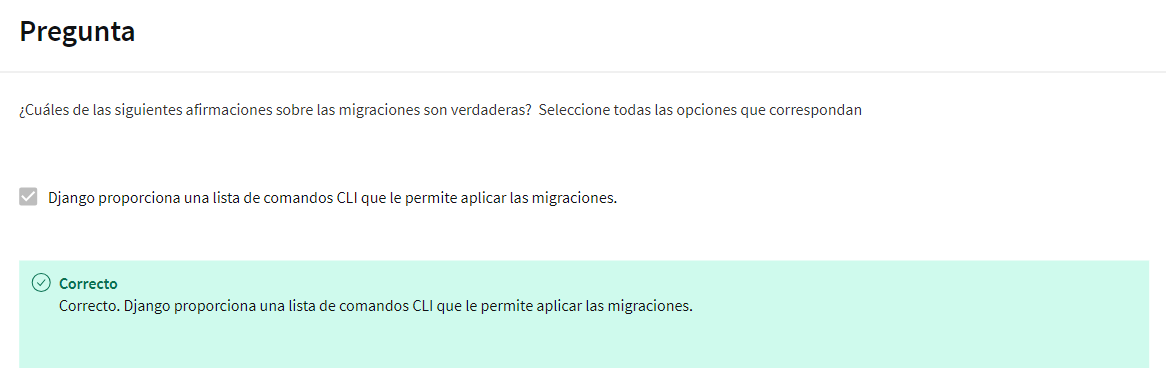 Pregunta
¿Cuáles de las siguientes afirmaciones sobre las migraciones son verdaderas?  Seleccione todas las opciones que correspondan
Django proporciona una lista de comandos CLI que le permite aplicar las migraciones.
Correcto
Correcto. Django proporciona una lista de comandos CLI que le permite aplicar las migraciones.